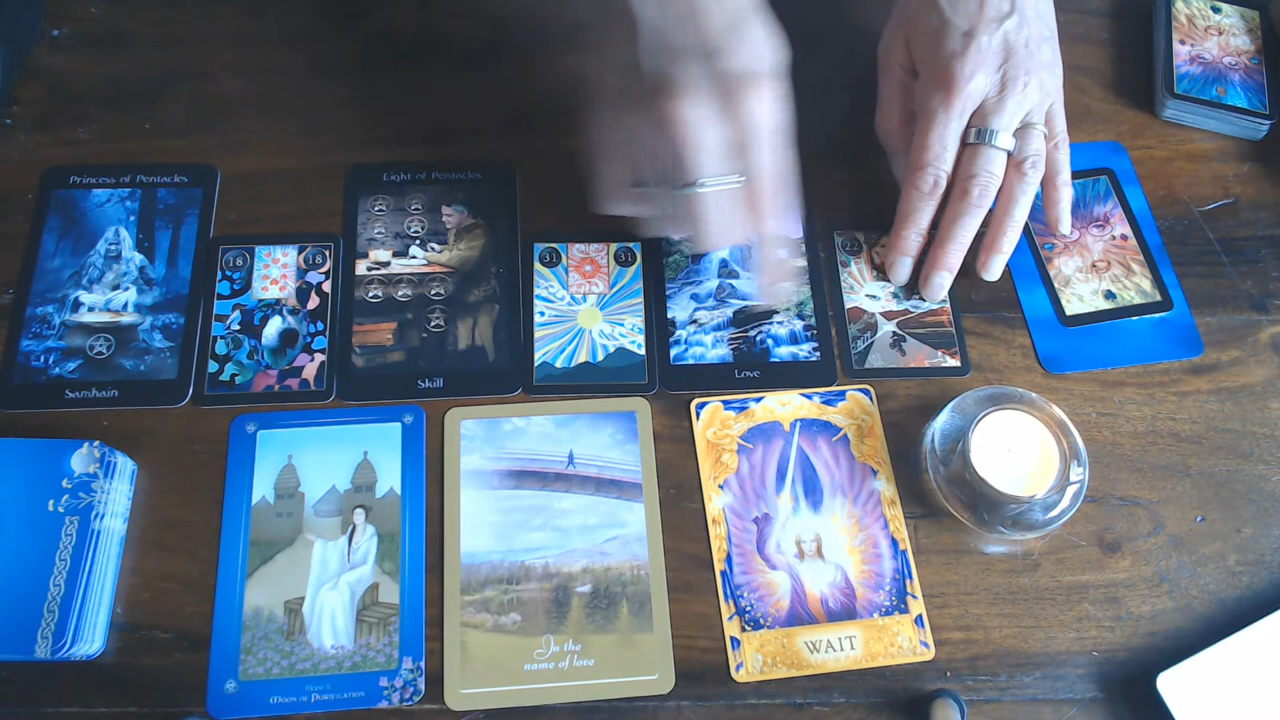 Princess of Pentacles
Eight of Pentacles
18
18
31
31
22
Samhain
Skill
Love
Moon of Purification
In the
name of love
WAIT